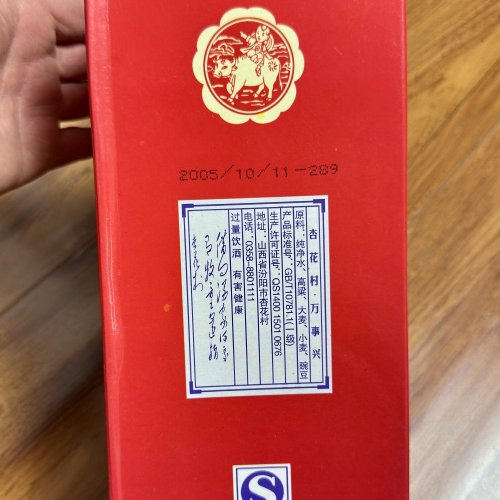 2005/10/11-289
杏花村·万事兴
原料：纯净水、高粱、大麦、小麦、豌豆
产品标准号：GB/T10781.1(一级)
生产许可证号：QS1400 1501 0676
地址：山西省汾阳市杏花村
电话：0358-8801111
过量饮酒 有害健康
S